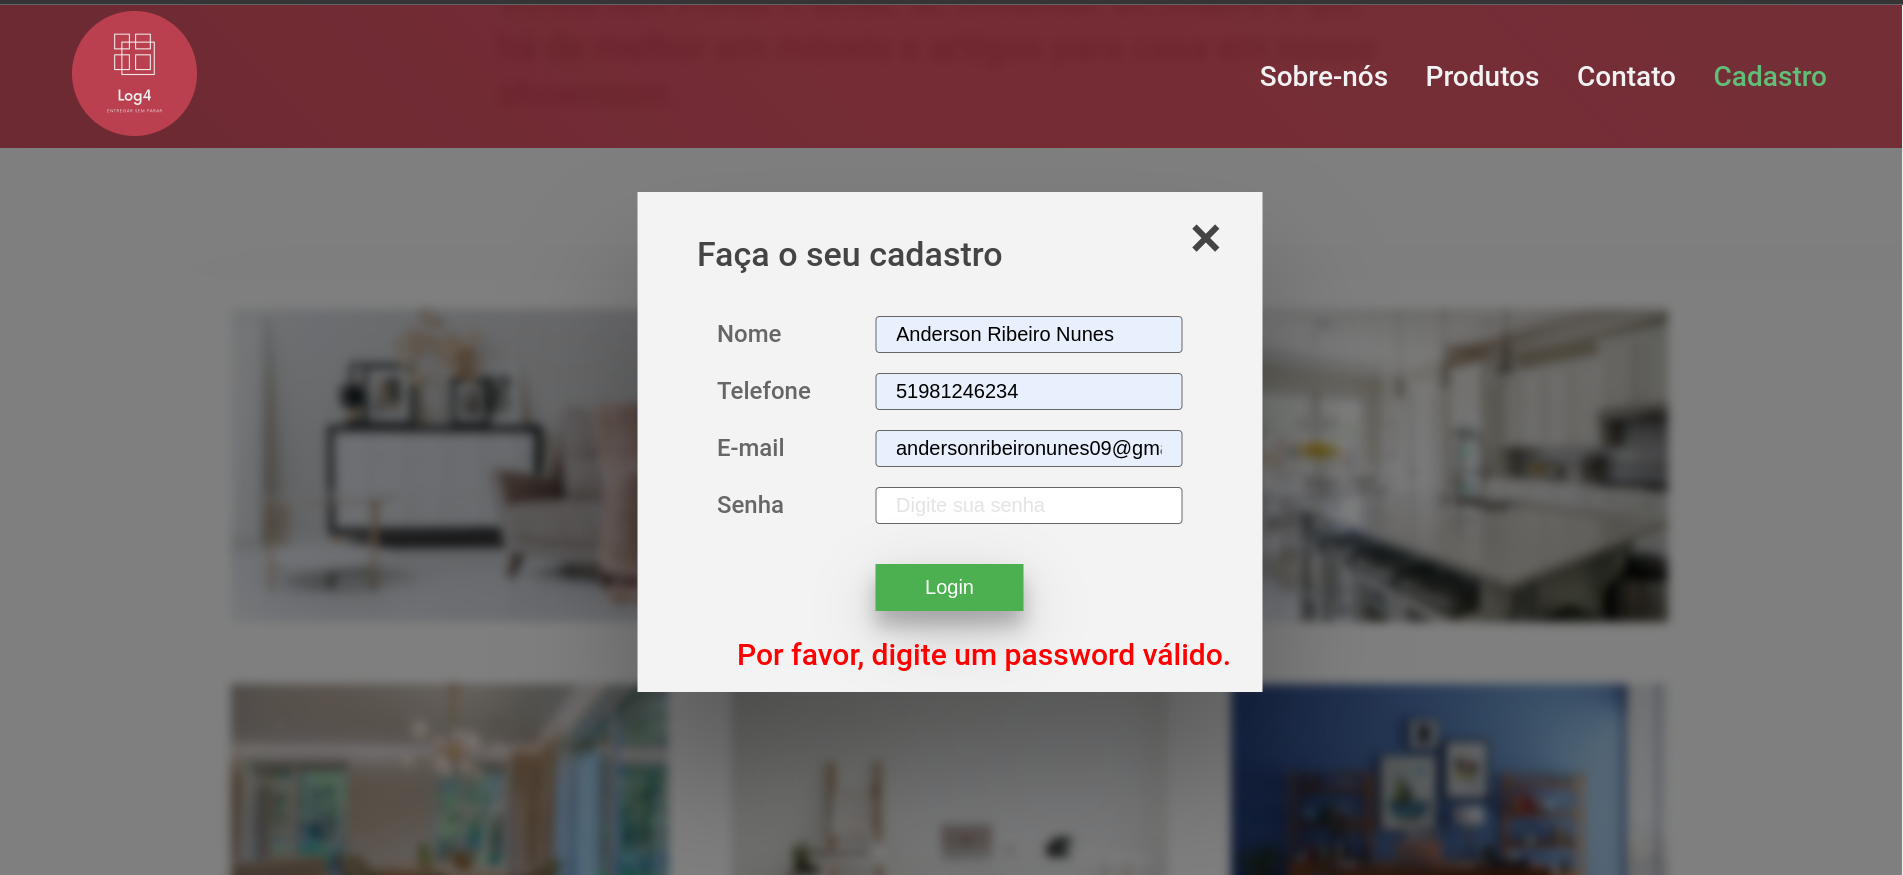 Log4
ENTREGAR SEM PARAR
Sobre-nós
Produtos
Contato
Cadastro
Faça o seu cadastro
×
Nome
Anderson Ribeiro Nunes
Telefone
51981246234
E-mail
andersonribeironunes09@gm
Senha
Digite sua senha
Login
Por favor, digite um password válido.